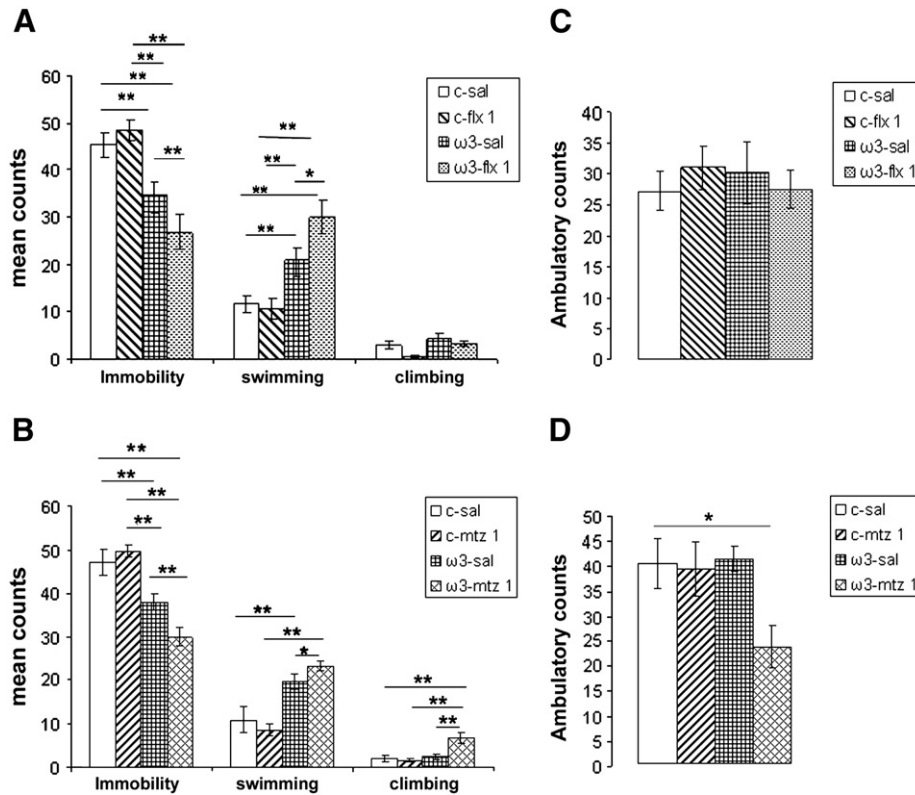 A
** 
**
**
**
**
**
**
*
**
**
60
50
40
30
20
10
0
mean counts
Immobility swimming climbing
c-sal
c-flx 1
ω3-sal
ω3-flx 1
C
40
35
30
25
20
15
10
5
0
Ambulatory counts
c-sal
c-flx 1
ω3-sal
ω3-flx 1
B
**
**
**
**
**
**
**
*
**
**
**
60
50
40
30
20
10
0
mean counts
Immobility swimming climbing
c-sal
c-mtz 1
ω3-sal
ω3-mtz 1
D
*
50
45
40
35
30
25
20
15
10
5
0
Ambulatory counts
c-sal
c-mtz 1
ω3-sal
ω3-mtz 1